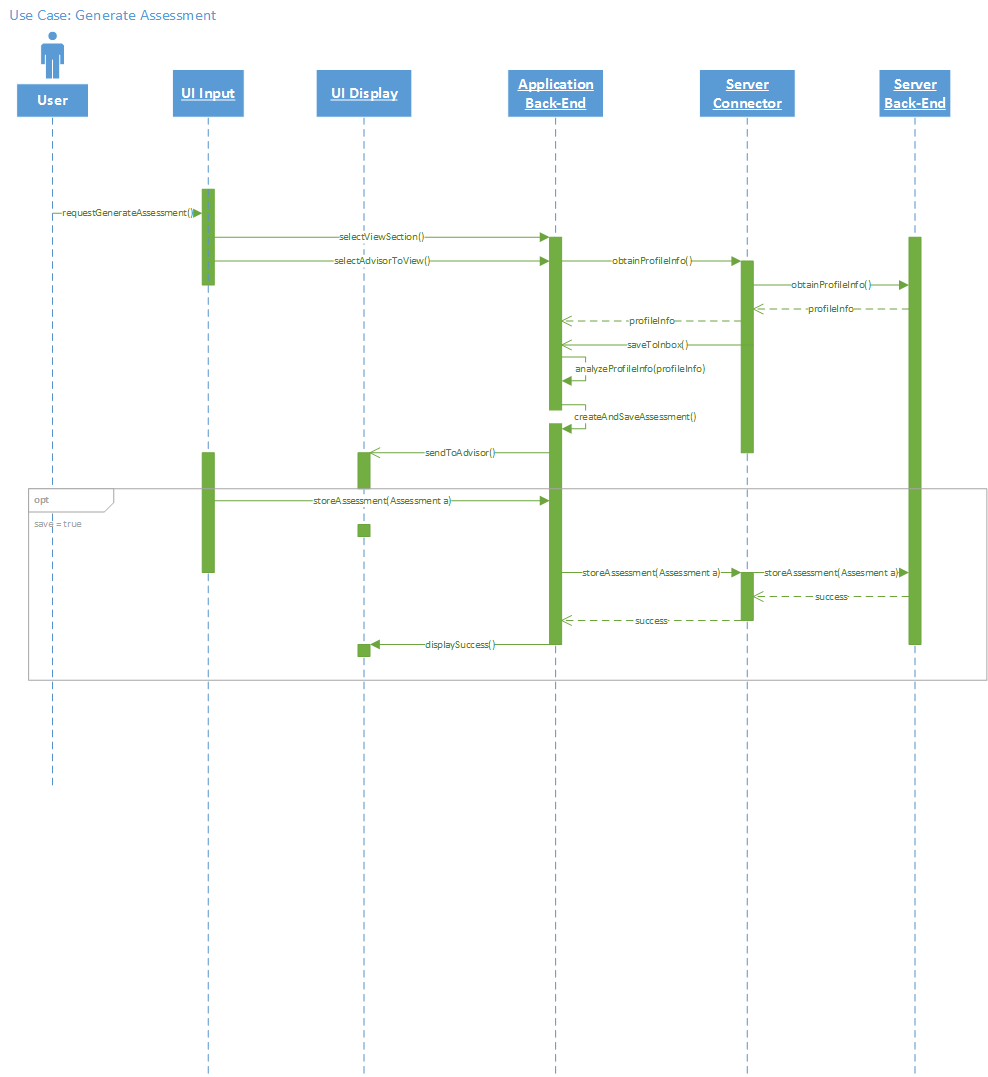 Use Case: Generate Assessment
User
UI Input
UI Display
Application
Back-End
Server
Connector
Server
Back-End
requestGenerateAssessment()
selectViewSection()
selectAdvisorToView()
obtainProfileInfo()
obtainProfileInfo()
profileInfo
profileInfo
saveToInbox()
analyzeProfileInfo(profileInfo)
createAndSaveAssessment()
sendToAdvisor()
opt
storeAssessment(Assessment a)
save = true
storeAssessment(Assessment a)
storeAssessment(Assesment a)
success
success
displaySuccess()